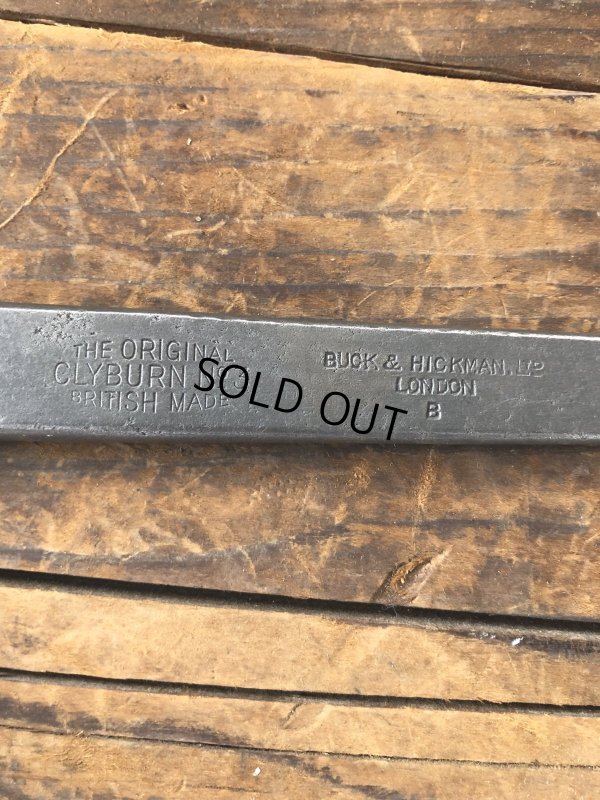 THE ORIGINAL
CLYBURN
BRITISH MADE
BUCK & HICKMAN. LTD
LONDON
B
SOLD OUT